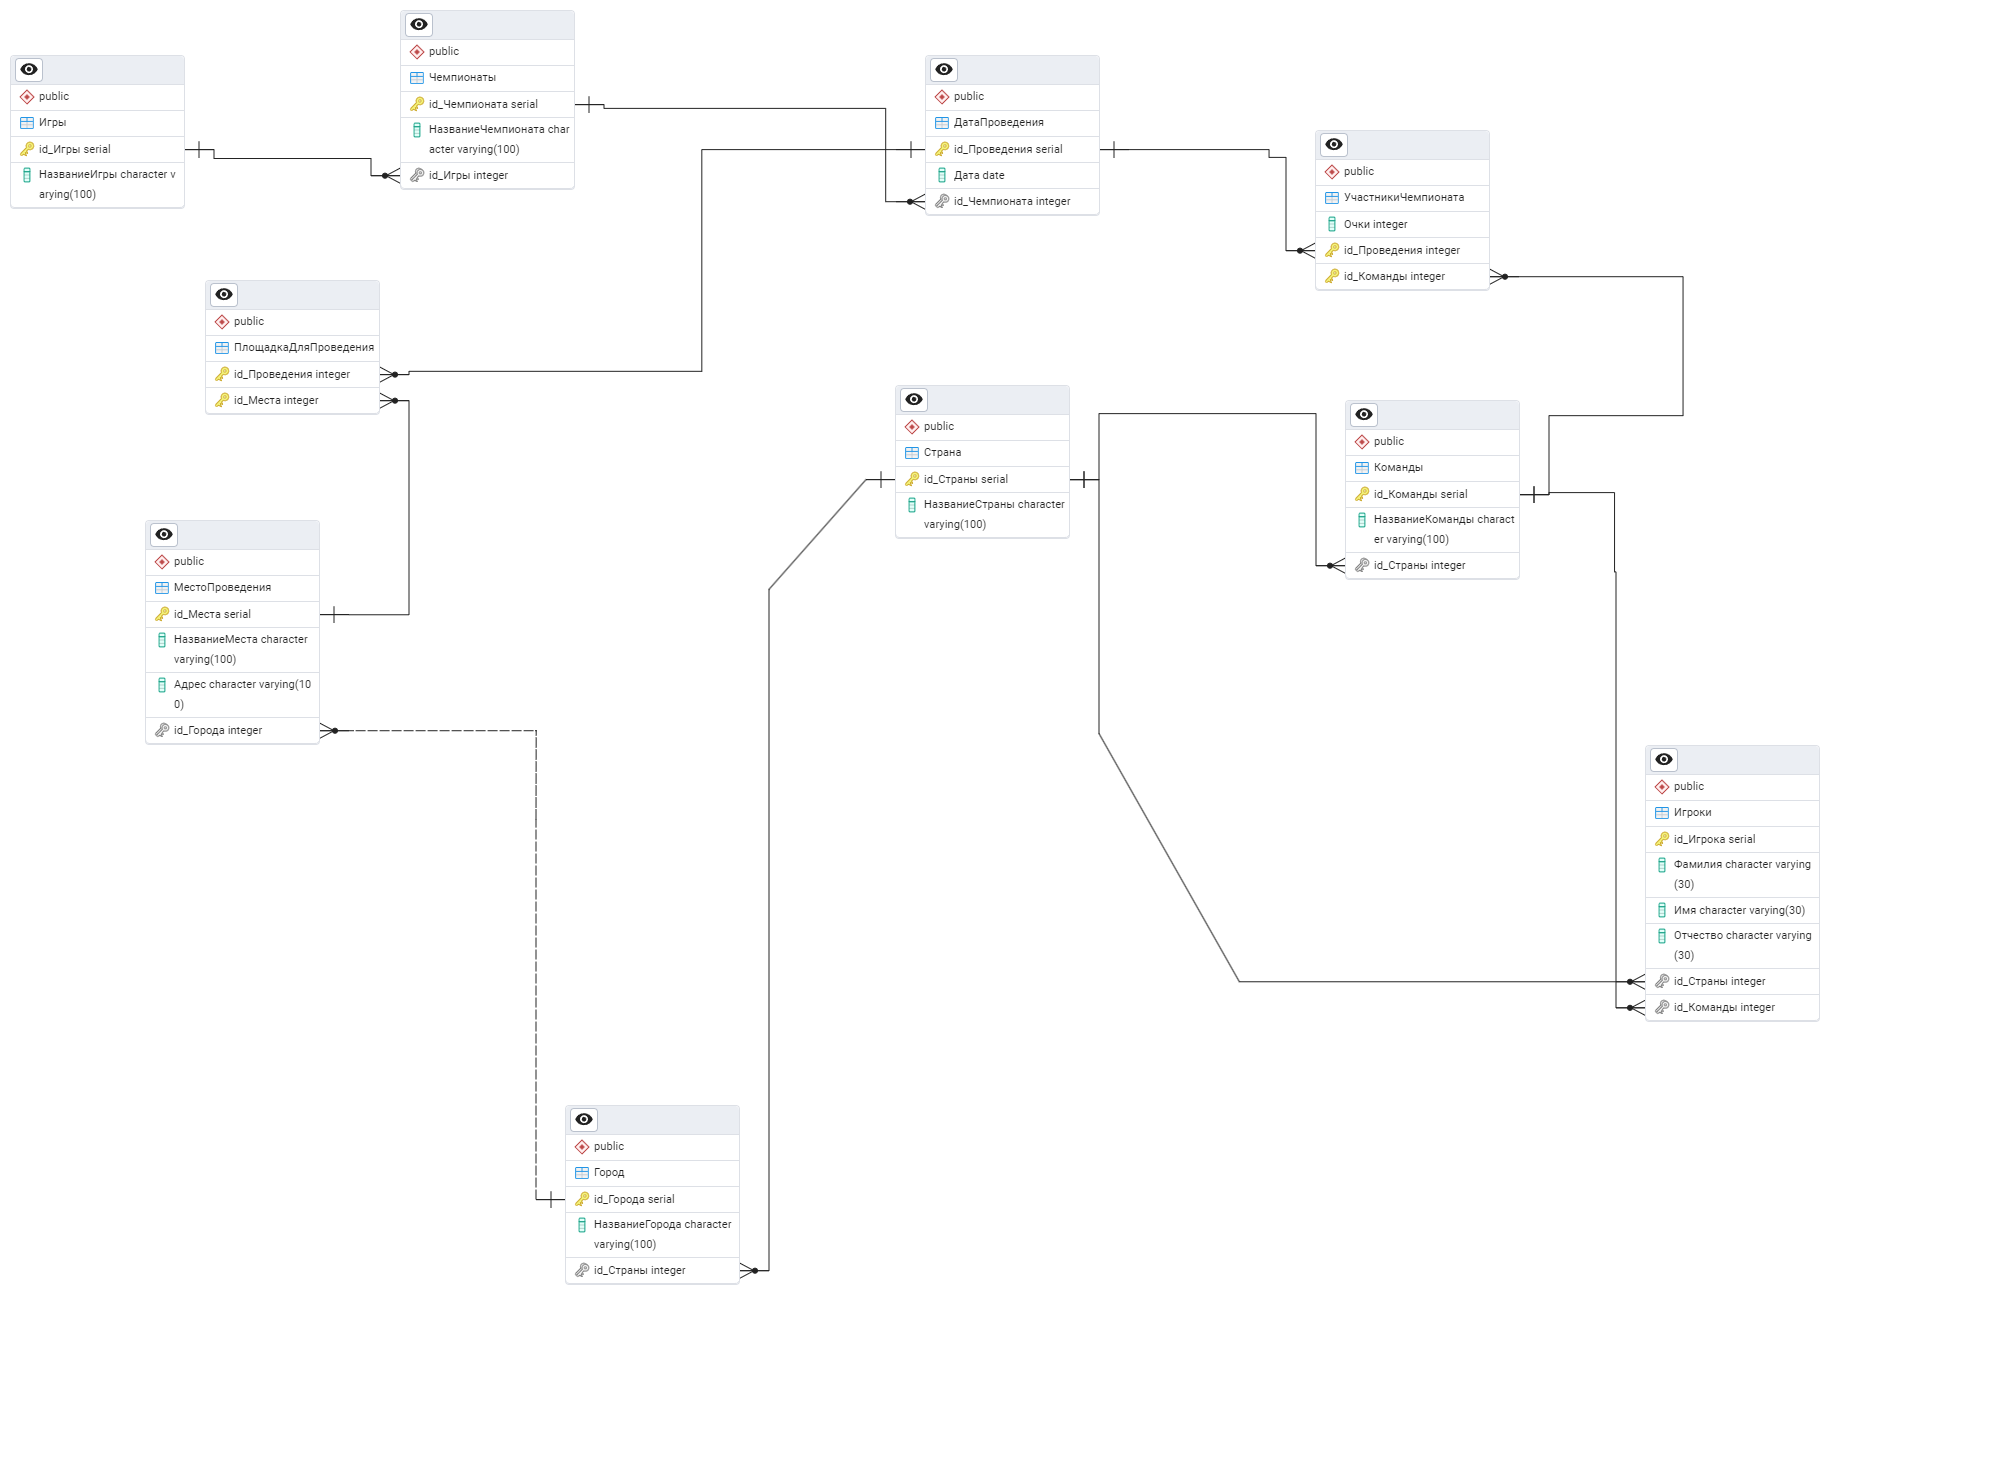 public
Игры
id_Игры serial
НазваниеИгры character v
arying(100)
public
Чемпионаты
id_Чемпионата serial
НазваниеЧемпионата char
acter varying(100)
id_Игры integer
public
ДатаПроведения
id_Проведения serial
Дата date
id_Чемпионата integer
public
УчастникиЧемпионата
Очки integer
id_Проведения integer
id_Команды integer
public
ПлощадкаДляПроведения
id_Проведения integer
id_Места integer
public
Страна
id_Страны serial
НазваниеСтраны character
varying(100)
public
Команды
id_Команды serial
НазваниеКоманды charact
er varying(100)
id_Страны integer
public
МестоПроведения
id_Места serial
НазваниеМеста character
varying(100)
Адрес character varying(10
0)
id_Города integer
public
Игроки
id_Игрока serial
Фамилия character varying
(30)
Имя character varying(30)
Отчество character varying
(30)
id_Страны integer
id_Команды integer
public
Город
id_Города serial
НазваниеГорода character
varying(100)
id_Страны integer